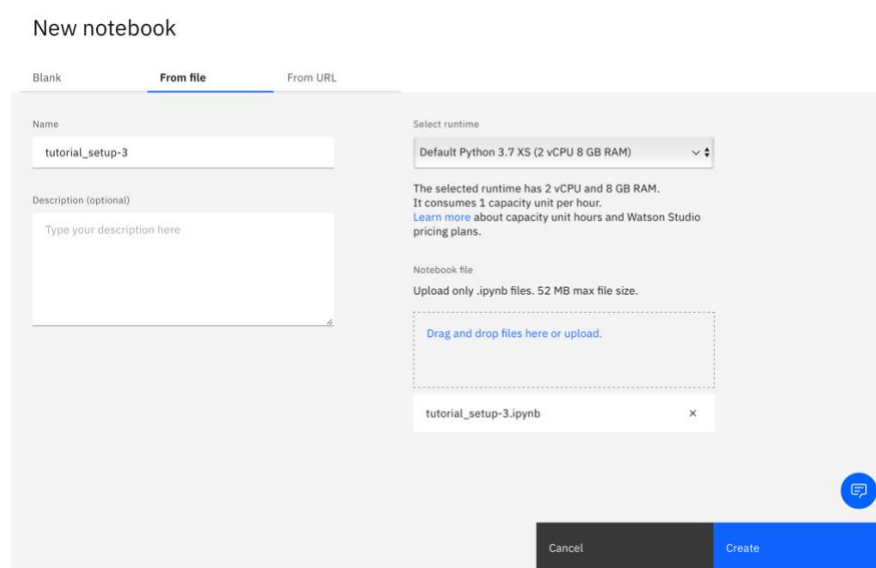 New notebook
Blank From file From URL
Name
tutorial_setup-3
Description (optional)
Type your description here
Select runtime
Default Python 3.7 XS (2 vCPU 8 GB RAM)
The selected runtime has 2 vCPU and 8 GB RAM.
It consumes 1 capacity unit per hour.
Learn more about capacity unit hours and Watson Studio
pricing plans.
Notebook file
Upload only .ipynb files. 52 MB max file size.
Drag and drop files here or upload.
tutorial_setup-3.ipynb
Cancel Create